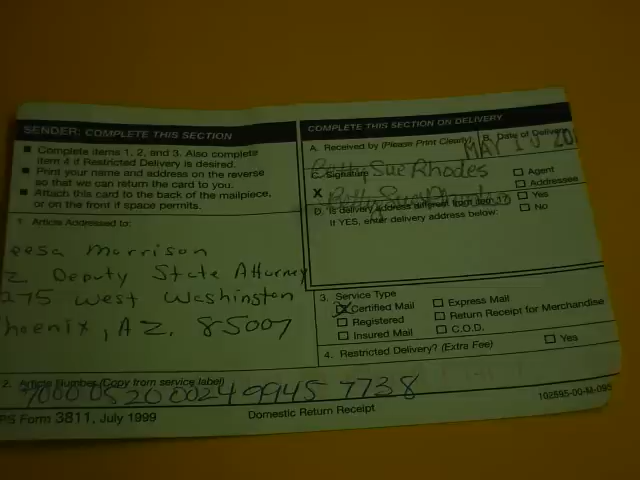 SENDER: COMPLETE THIS SECTION
■ Complete items 1, 2, and 3. Also complete
item 4 if Restricted Delivery is desired.
■ Print your name and address on the reverse
so that we can return the card to you.
■ Attach this card to the back of the mailpiece,
or on the front if space permits.
1. Article Addressed to:
eesa Morrison
Z Deputy State Attorney
275 West Washington
hoenix, AZ. 85007
2. Article Number (Copy from service label)
7000 0520 0024 9945 7738
PS Form 3811, July 1999
Domestic Return Receipt
102595-00-M-095
COMPLETE THIS SECTION ON DELIVERY
A. Received by (Please Print Clearly)
B. Date of Delivery
MAY 10 20
Betty Sue Rhodes
C. Signature
X Betty Sue Rhodes
Agent
Addressee
D. Is delivery address different from item 1?
Yes
If YES, enter delivery address below:
No
3. Service Type
Certified Mail
Express Mail
Registered
Return Receipt for Merchandise
Insured Mail
C.O.D.
4. Restricted Delivery? (Extra Fee)
Yes